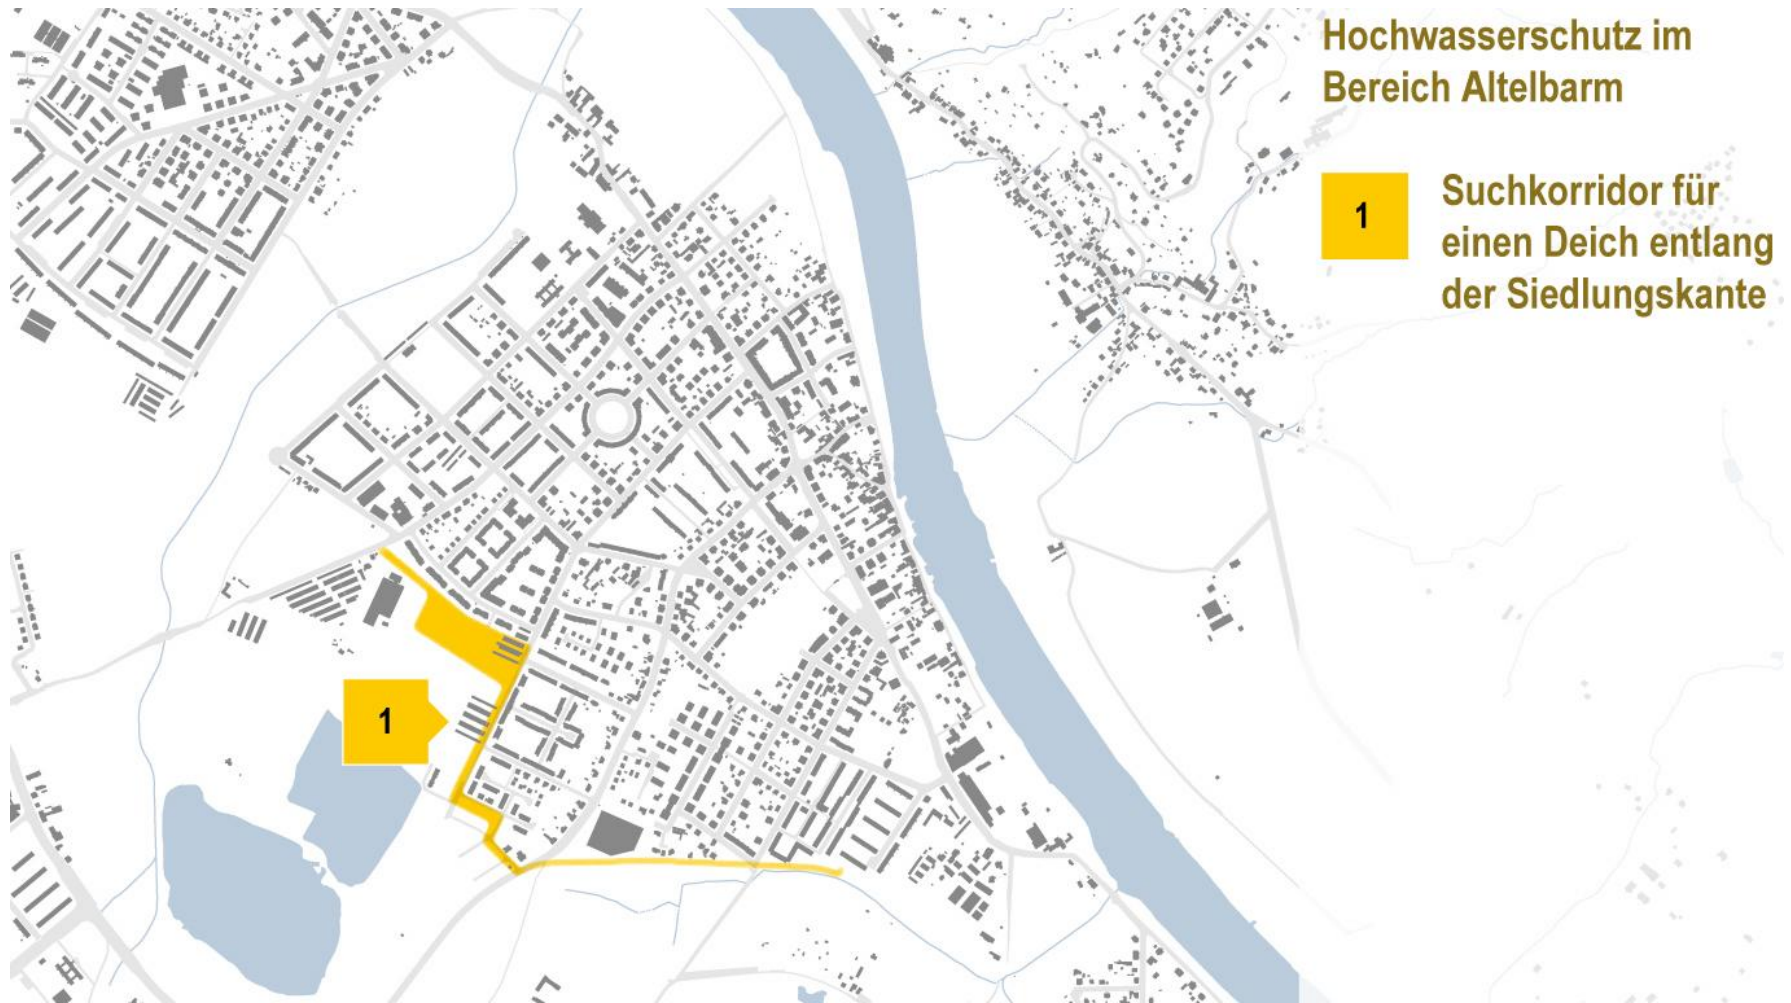 Hochwasserschutz im
Bereich Altelbarm
1
Suchkorridor für
einen Deich entlang
der Siedlungskante
1